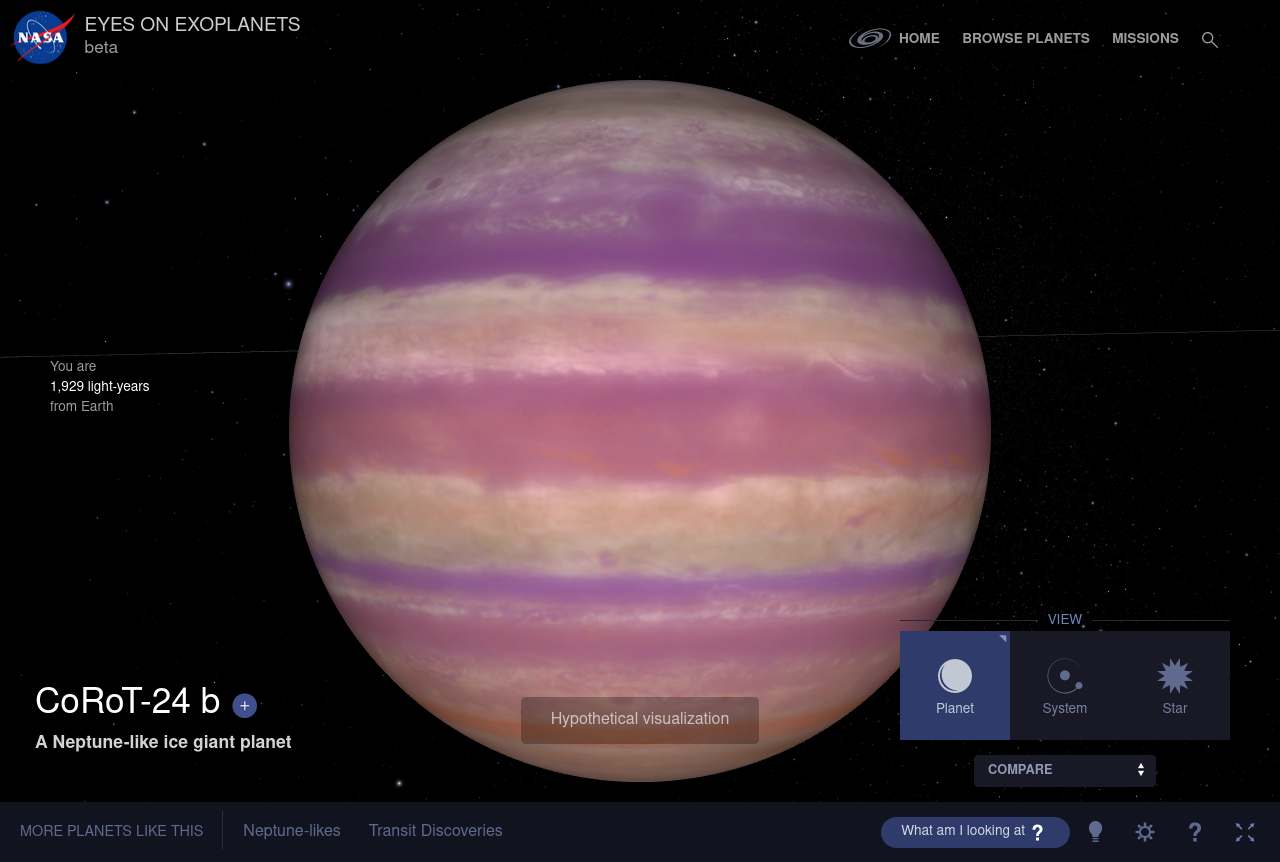 NASA
EYES ON EXOPLANETS
beta
HOME
BROWSE PLANETS
MISSIONS
You are
1,929 light-years
from Earth
CoRoT-24 b +
A Neptune-like ice giant planet
Hypothetical visualization
VIEW
Planet
System
Star
COMPARE
MORE PLANETS LIKE THIS
Neptune-likes
Transit Discoveries
What am I looking at ?
?